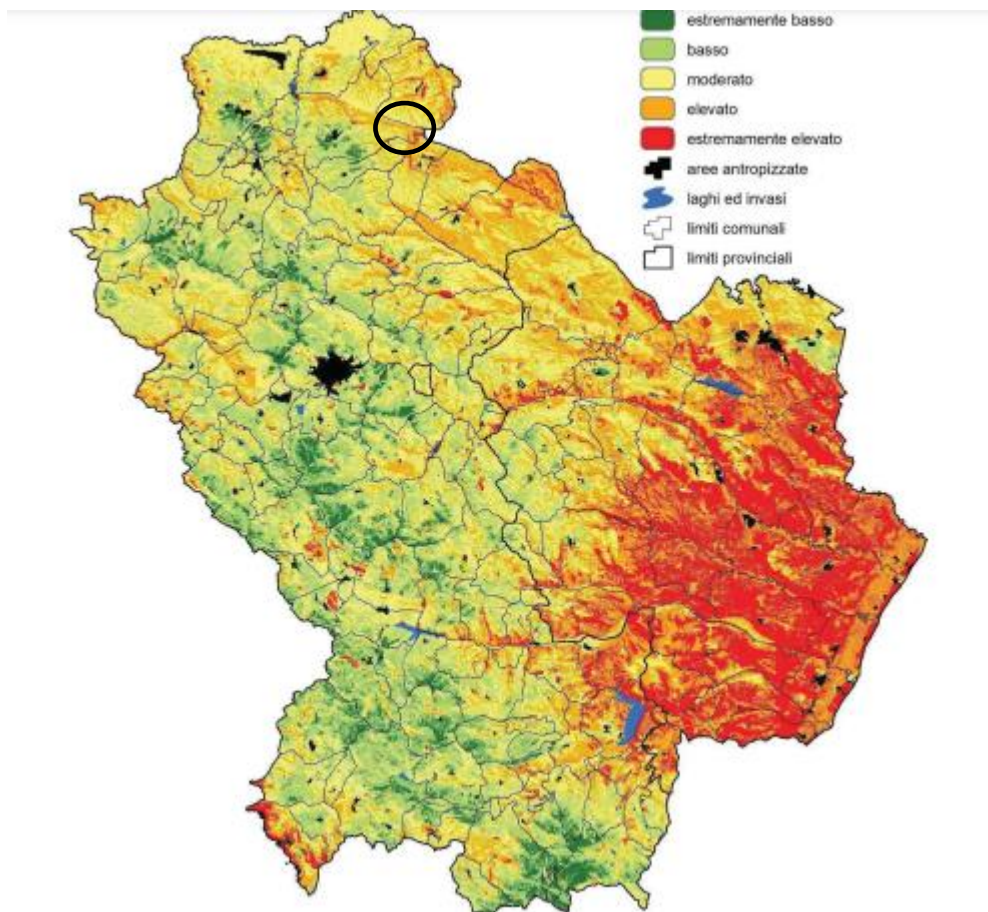 estremamente basso
basso
moderato
elevato
estremamente elevato
aree antropizzate
laghi ed invasi
limiti comunali
limiti provinciali